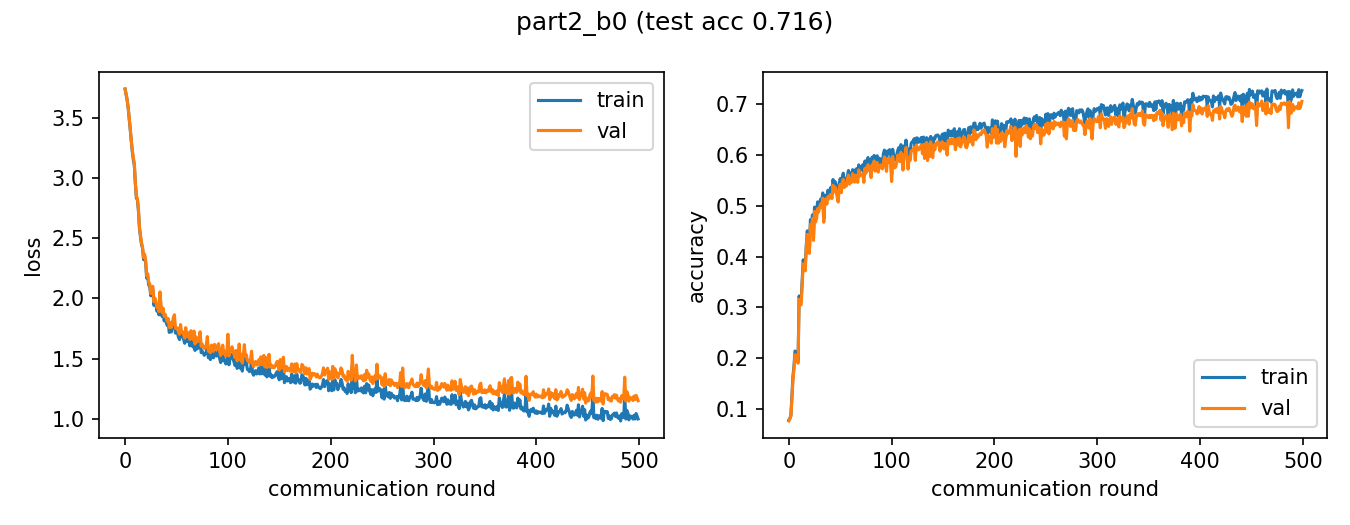 part2_b0 (test acc 0.716)
loss
3.5
3.0
2.5
2.0
1.5
1.0
train
val
0
100
200
300
400
500
communication round
accuracy
0.7
0.6
0.5
0.4
0.3
0.2
0.1
train
val
0
100
200
300
400
500
communication round